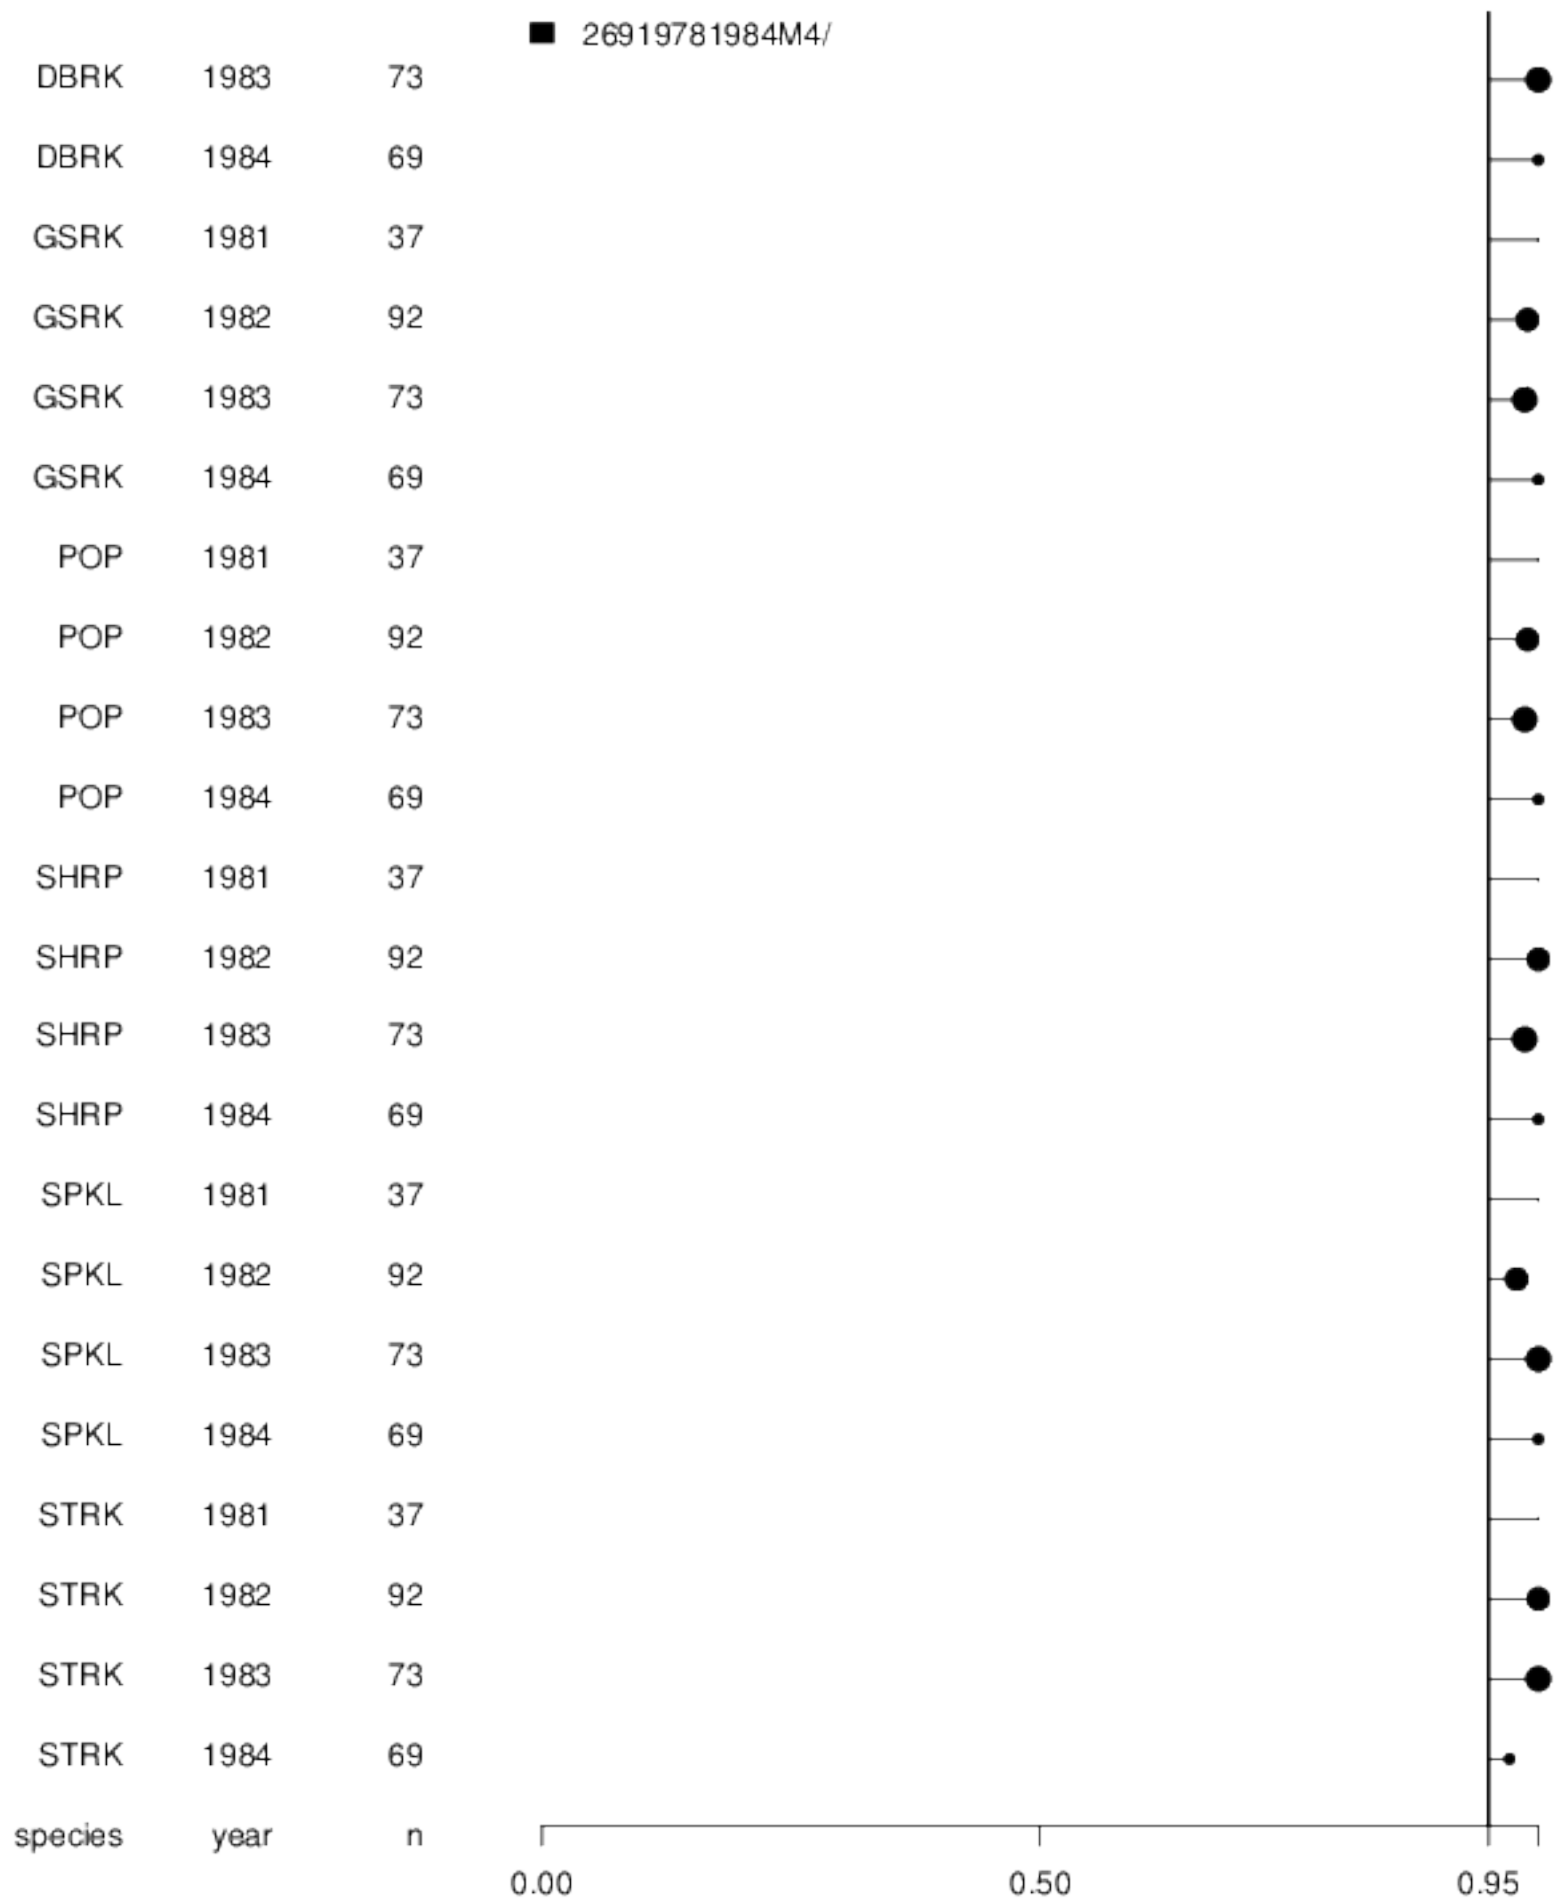 26919781984M4/
DBRK 1983 73
DBRK 1984 69
GSRK 1981 37
GSRK 1982 92
GSRK 1983 73
GSRK 1984 69
POP 1981 37
POP 1982 92
POP 1983 73
POP 1984 69
SHRP 1981 37
SHRP 1982 92
SHRP 1983 73
SHRP 1984 69
SPKL 1981 37
SPKL 1982 92
SPKL 1983 73
SPKL 1984 69
STRK 1981 37
STRK 1982 92
STRK 1983 73
STRK 1984 69
species year n
0.00 0.50 0.95